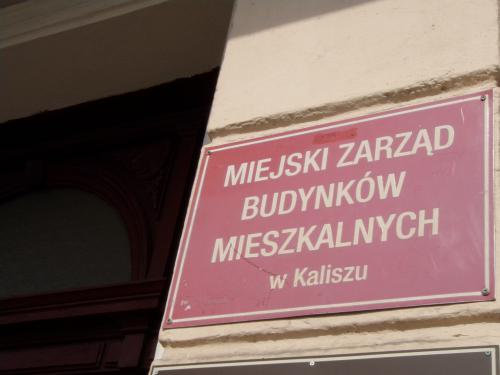 MIEJSKI ZARZĄD
BUDYNKÓW
MIESZKALNYCH
w Kaliszu